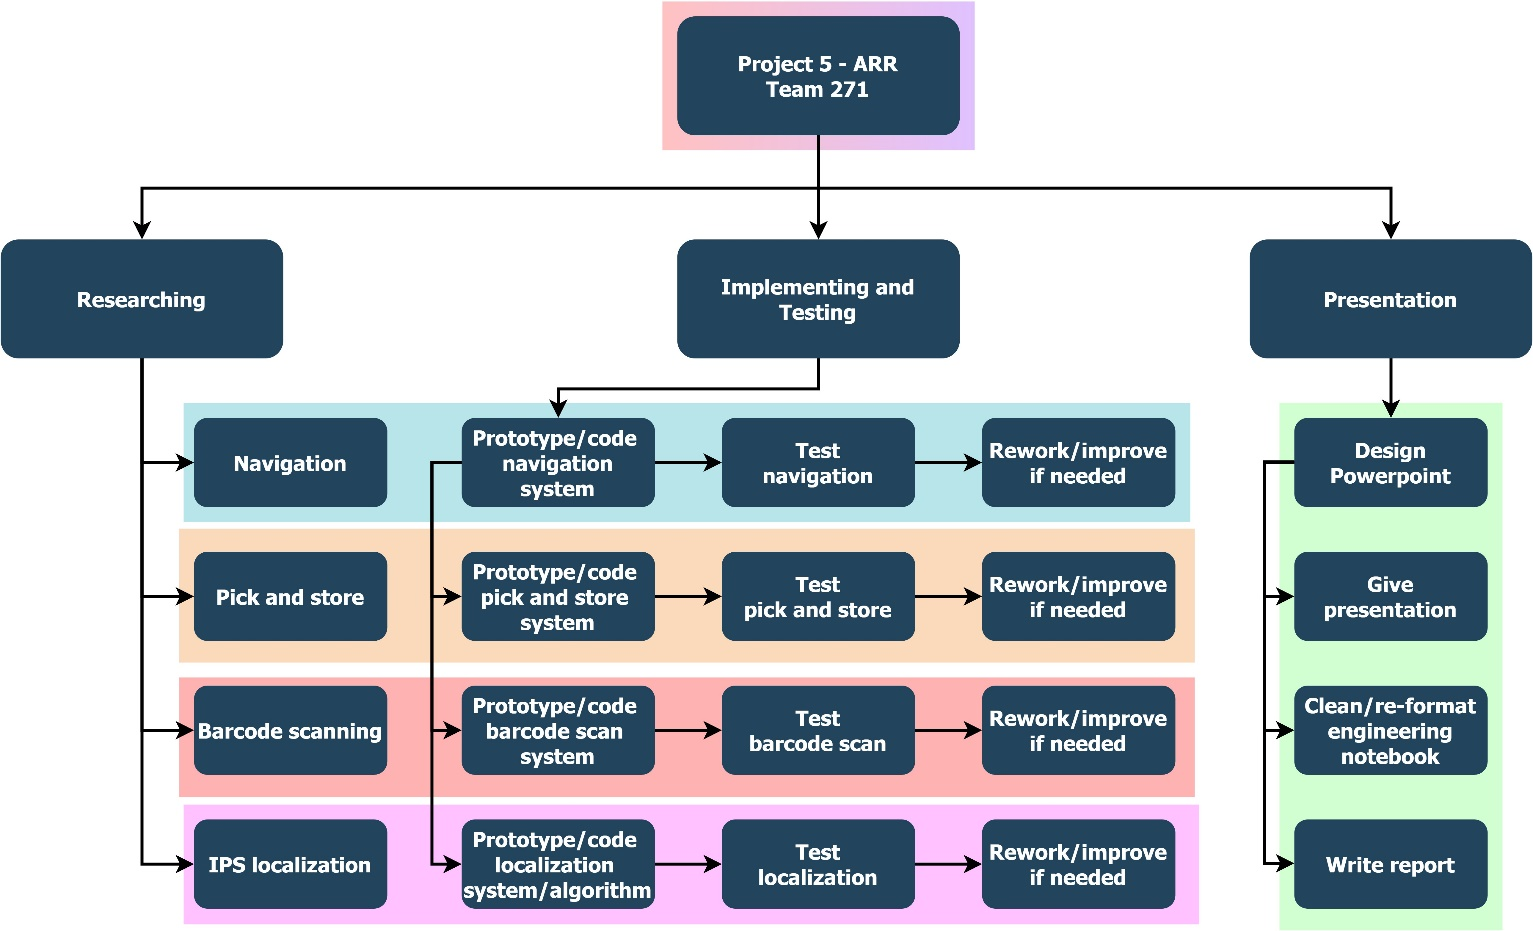 Project 5 - ARR
Team 271
Researching
Implementing and
Testing
Presentation
Navigation
Prototype/code
navigation
system
Test
navigation
Rework/improve
if needed
Design
Powerpoint
Pick and store
Prototype/code
pick and store
system
Test
pick and store
Rework/improve
if needed
Give
presentation
Barcode scanning
Prototype/code
barcode scan
system
Test
barcode scan
Rework/improve
if needed
Clean/re-format
engineering
notebook
IPS localization
Prototype/code
localization
system/algorithm
Test
localization
Rework/improve
if needed
Write report